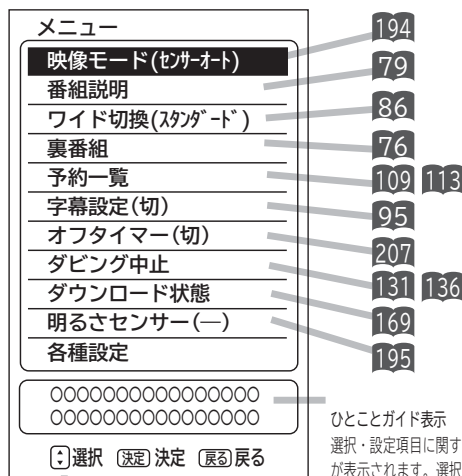 メニュー
映像モード(センサーオート) 194
番組説明 79
ワイド切換(スタンダード) 86
裏番組 76
予約一覧 109 113
字幕設定(切) 95
オフタイマー(切) 207
ダビング中止 131 136
ダウンロード状態 169
明るさセンサー(―) 195
各種設定
○○○○○○○○○○○○○○○○
○○○○○○○○○○○○○○○○
選択 決定 決定 戻る 戻る
ひとことガイド表示
選択・設定項目に関す
が表示されます。選択